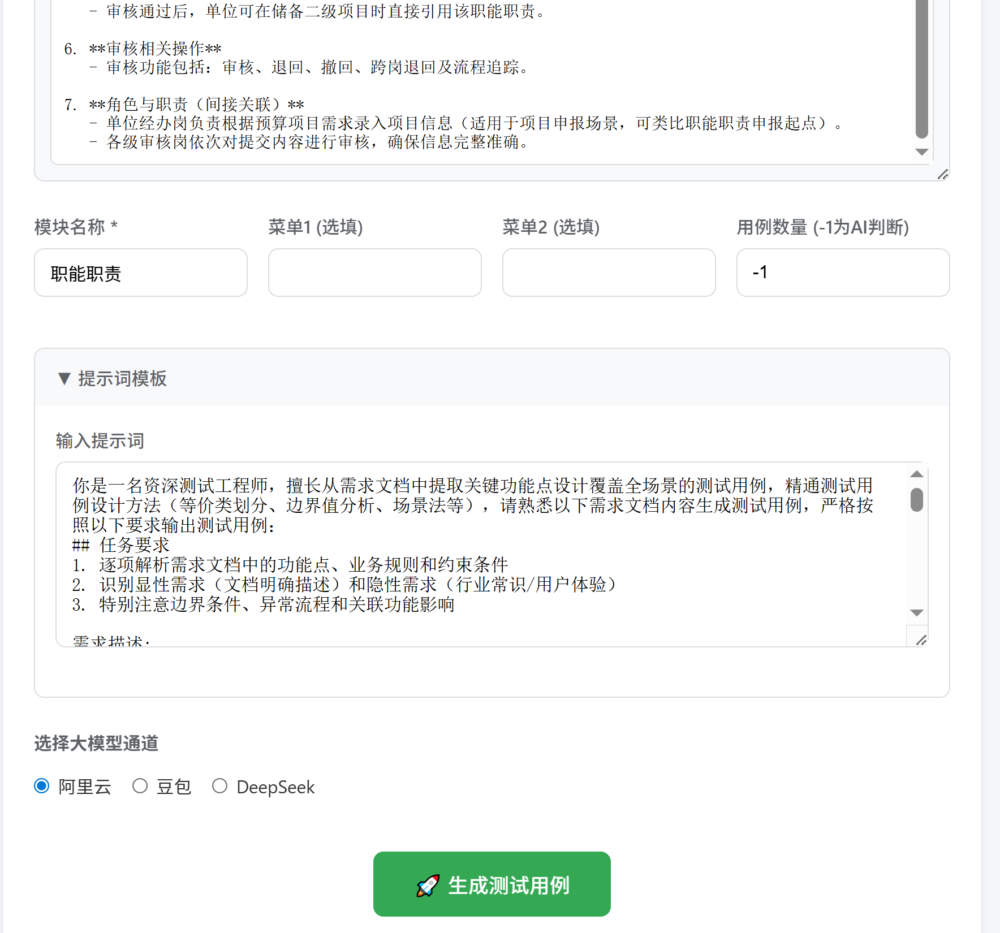 - 审核通过后，单位可在储备二级项目时直接引用该职能职责。
6. **审核相关操作**
- 审核功能包括：审核、退回、撤回、跨岗退回及流程追踪。
7. **角色与职责（间接关联）**
- 单位经办岗负责根据预算项目需求录入项目信息（适用于项目申报场景，可类比职能职责申报起点）。
- 各级审核岗依次对提交内容进行审核，确保信息完整准确。
模块名称 * 菜单1 (选填) 菜单2 (选填) 用例数量 (-1为AI判断)
职能职责 -1
▼ 提示词模板
输入提示词
你是一名资深测试工程师，擅长从需求文档中提取关键功能点设计覆盖全场景的测试用例，精通测试用
例设计方法（等价类划分、边界值分析、场景法等），请熟悉以下需求文档内容生成测试用例，严格按
照以下要求输出测试用例：
## 任务要求
1. 逐项解析需求文档中的功能点、业务规则和约束条件
2. 识别显性需求（文档明确描述）和隐性需求（行业常识/用户体验）
3. 特别注意边界条件、异常流程和关联功能影响
需求描述：
选择大模型通道
阿里云 豆包 DeepSeek
🚀 生成测试用例